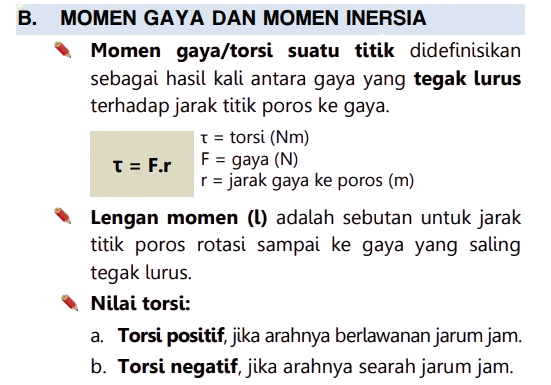 B. MOMEN GAYA DAN MOMEN INERSIA
Momen gaya/torsi suatu titik didefinisikan
sebagai hasil kali antara gaya yang tegak lurus
terhadap jarak titik poros ke gaya.
τ = F.r
τ = torsi (Nm)
F = gaya (N)
r = jarak gaya ke poros (m)
Lengan momen (l) adalah sebutan untuk jarak
titik poros rotasi sampai ke gaya yang saling
tegak lurus.
Nilai torsi:
a. Torsi positif, jika arahnya berlawanan jarum jam.
b. Torsi negatif, jika arahnya searah jarum jam.